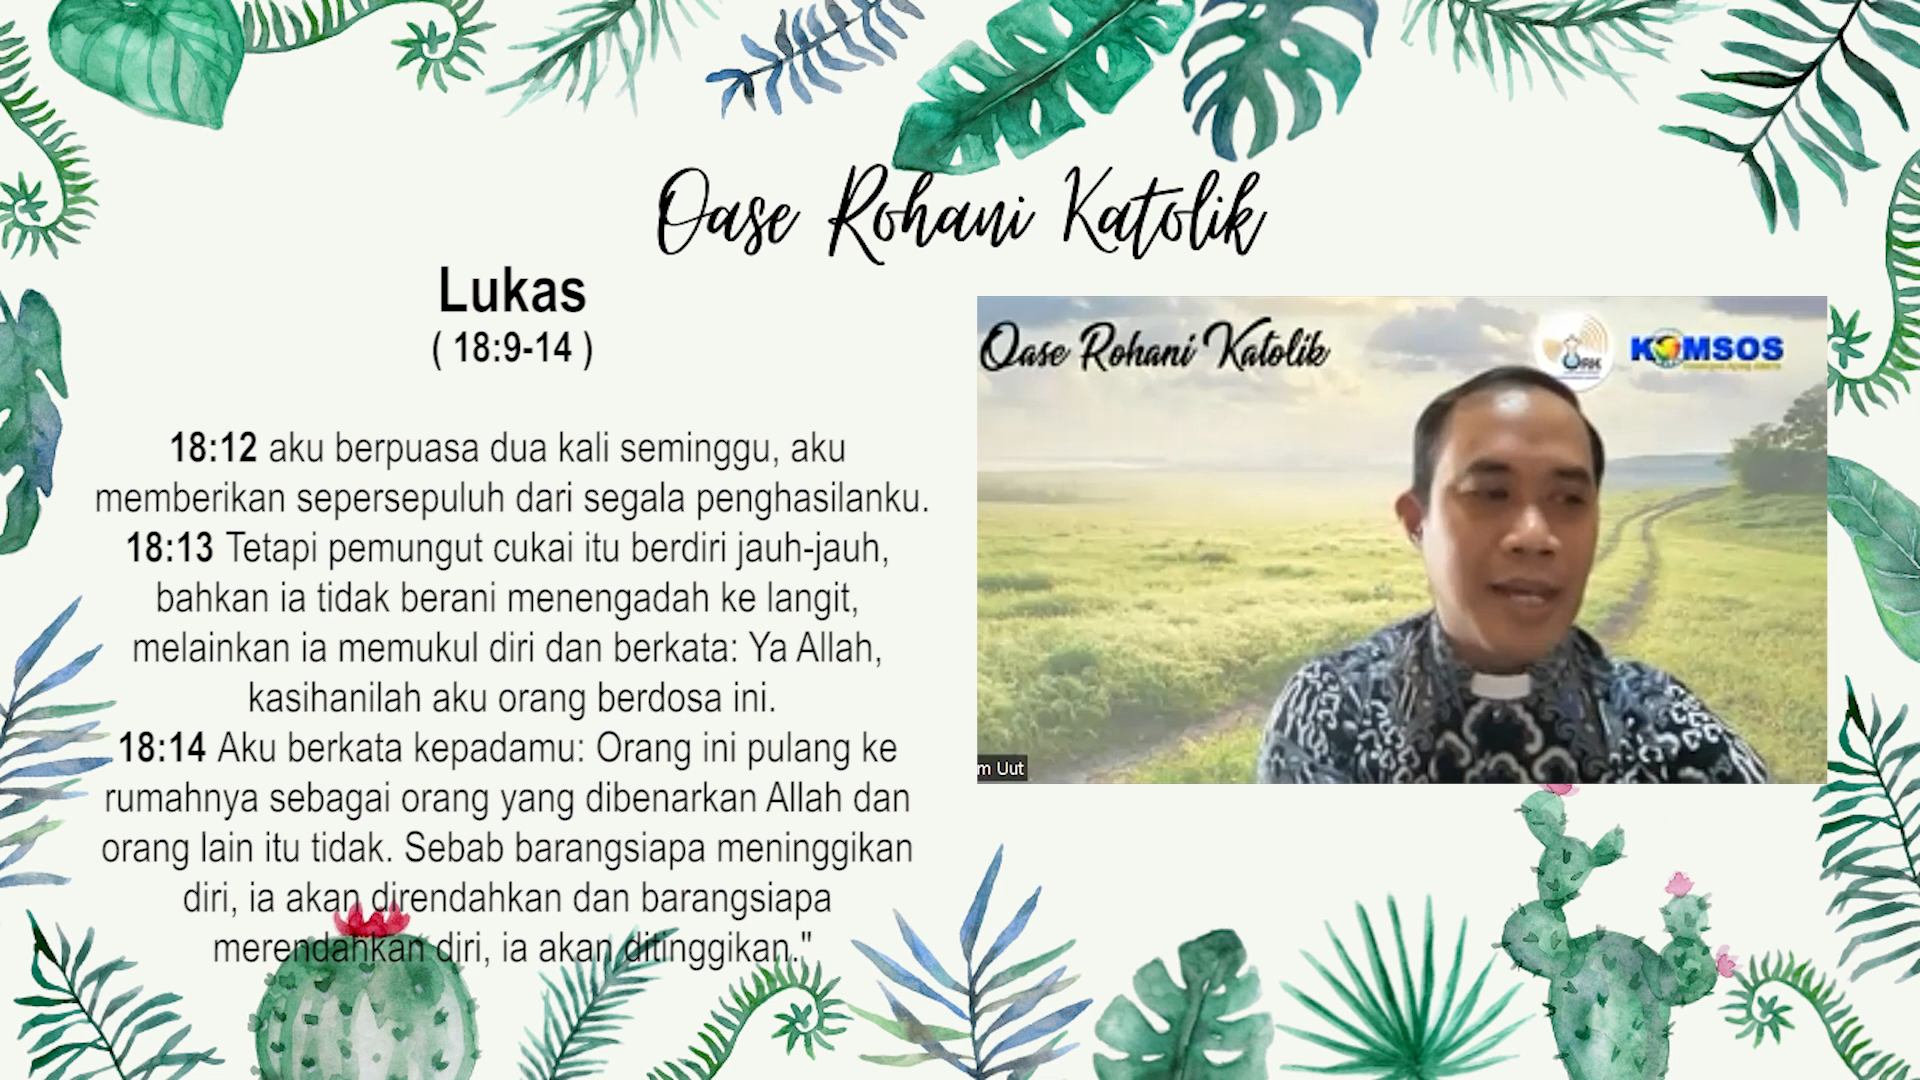 Oase Rohani Katolik
Lukas
( 18:9-14 )
18:12 aku berpuasa dua kali seminggu, aku
memberikan sepersepuluh dari segala penghasilanku.
18:13 Tetapi pemungut cukai itu berdiri jauh-jauh,
bahkan ia tidak berani menengadah ke langit,
melainkan ia memukul diri dan berkata: Ya Allah,
kasihanilah aku orang berdosa ini.
18:14 Aku berkata kepadamu: Orang ini pulang ke
rumahnya sebagai orang yang dibenarkan Allah dan
orang lain itu tidak. Sebab barangsiapa meninggikan
diri, ia akan direndahkan dan barangsiapa
merendahkan diri, ia akan ditinggikan."
Oase Rohani Katolik
KOMSOS
m Uut